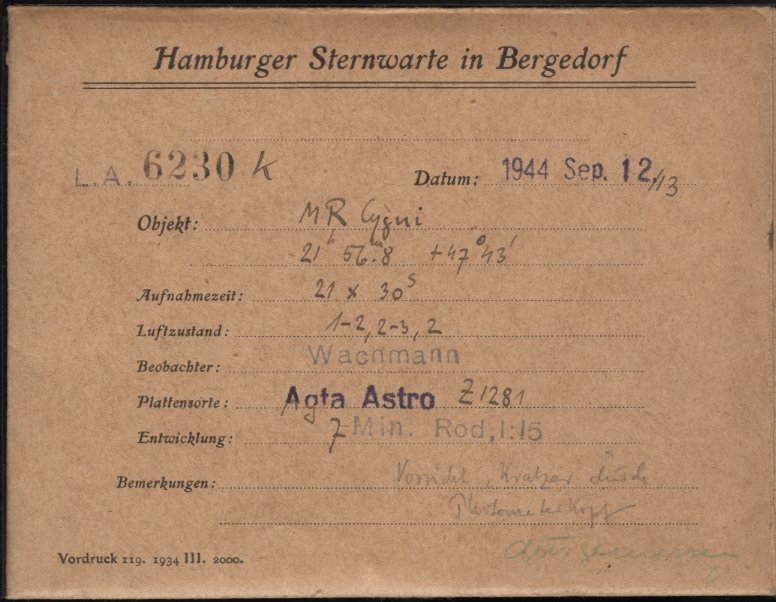 Hamburger Sternwarte in Bergedorf
L.A. 6230 K
Datum: 1944 Sep. 12./13
Objekt: MR Cygni
21h 56m.8 +47°43'
Aufnahmezeit: 21 x 30s
Luftzustand: 1-2, 2-3, 2
Beobachter: Wachmann
Plattensorte: Agfa Astro Z1281
Entwicklung: 7 Min. Rod, 1:15
Bemerkungen: Vorsicht, Kratzer durch
Photometerkopf
Vordruck 119. 1934 III. 2000.